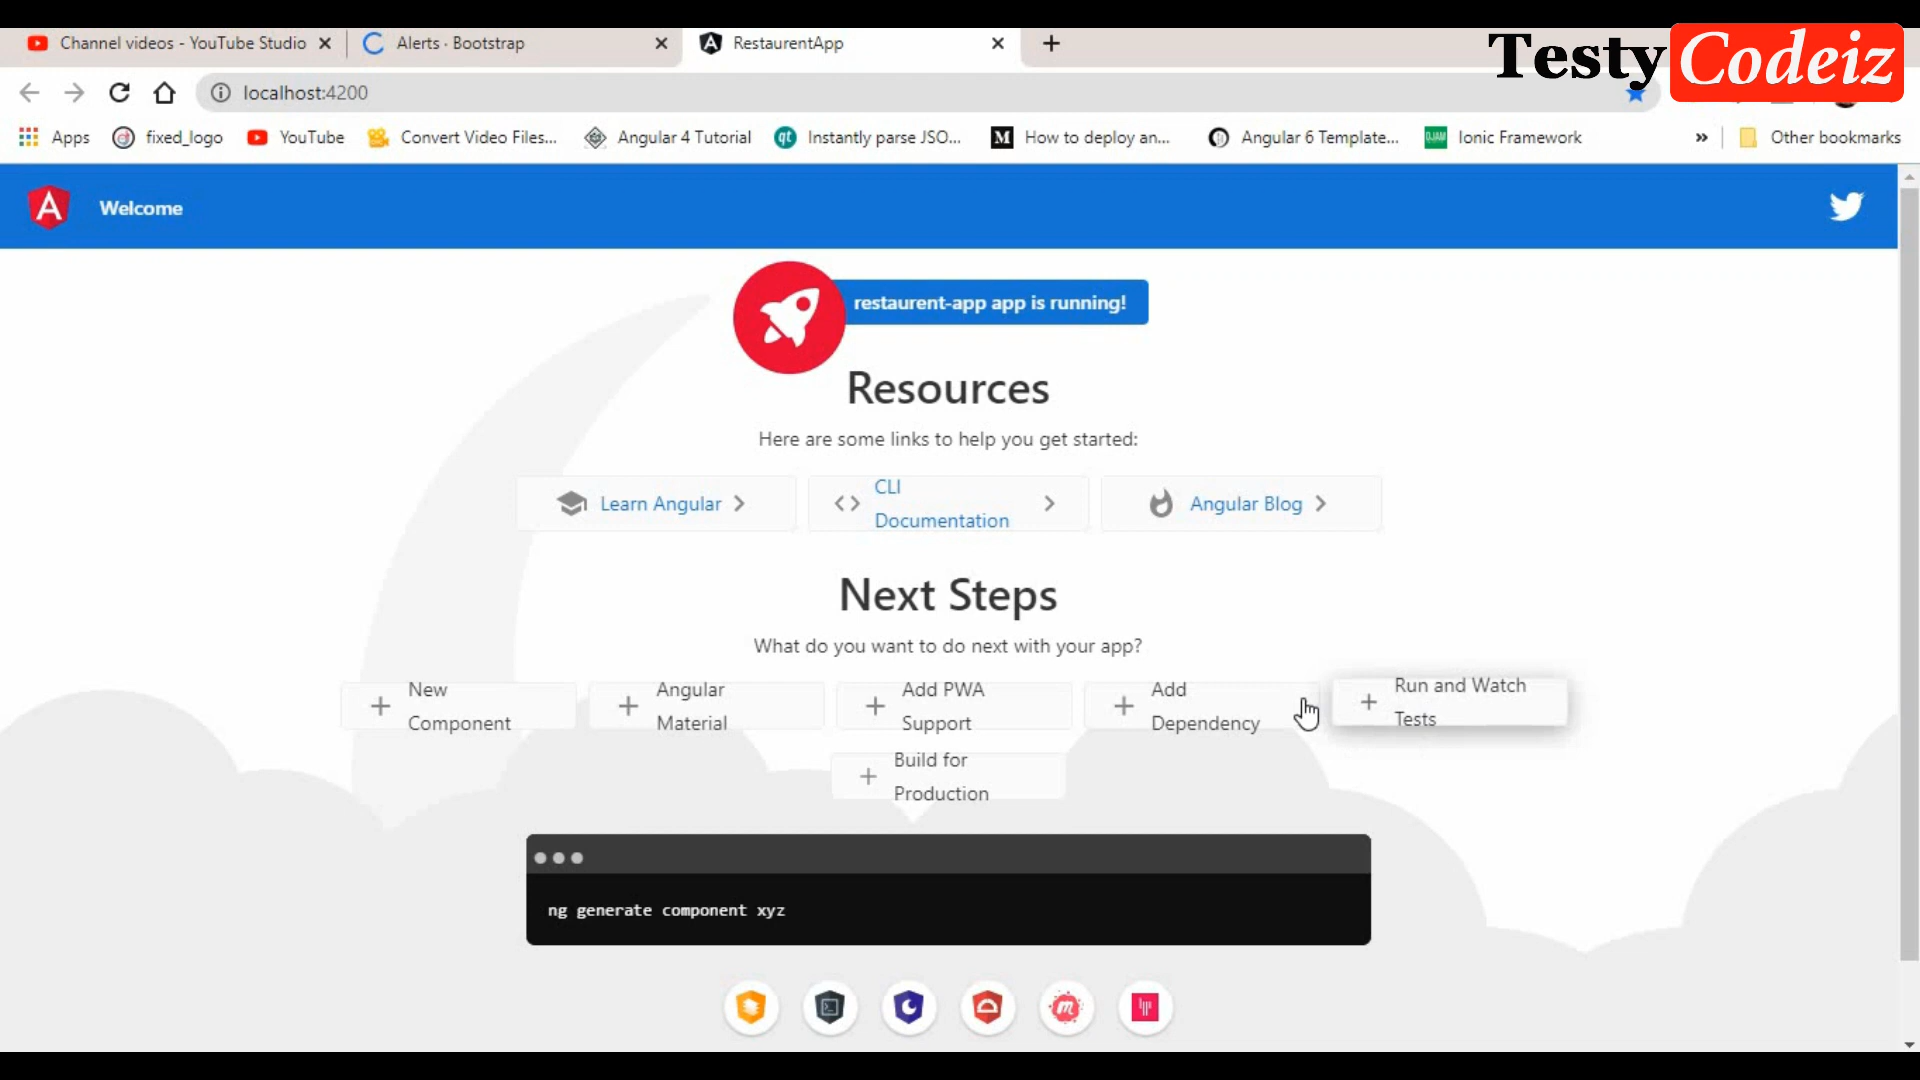 Testy Codeiz
Channel videos - YouTube Studio
Alerts · Bootstrap
RestaurentApp
localhost:4200
Apps
fixed_logo
YouTube
Convert Video Files...
Angular 4 Tutorial
qt
Instantly parse JSO...
M
How to deploy an...
Angular 6 Template...
Ionic Framework
»
Other bookmarks
A
Welcome
restaurent-app app is running!
Resources
Here are some links to help you get started:
Learn Angular
CLI
Documentation
Angular Blog
Next Steps
What do you want to do next with your app?
New
Component
Angular
Material
Add PWA
Support
Add
Dependency
Run and Watch
Tests
Build for
Production
ng generate component xyz
m